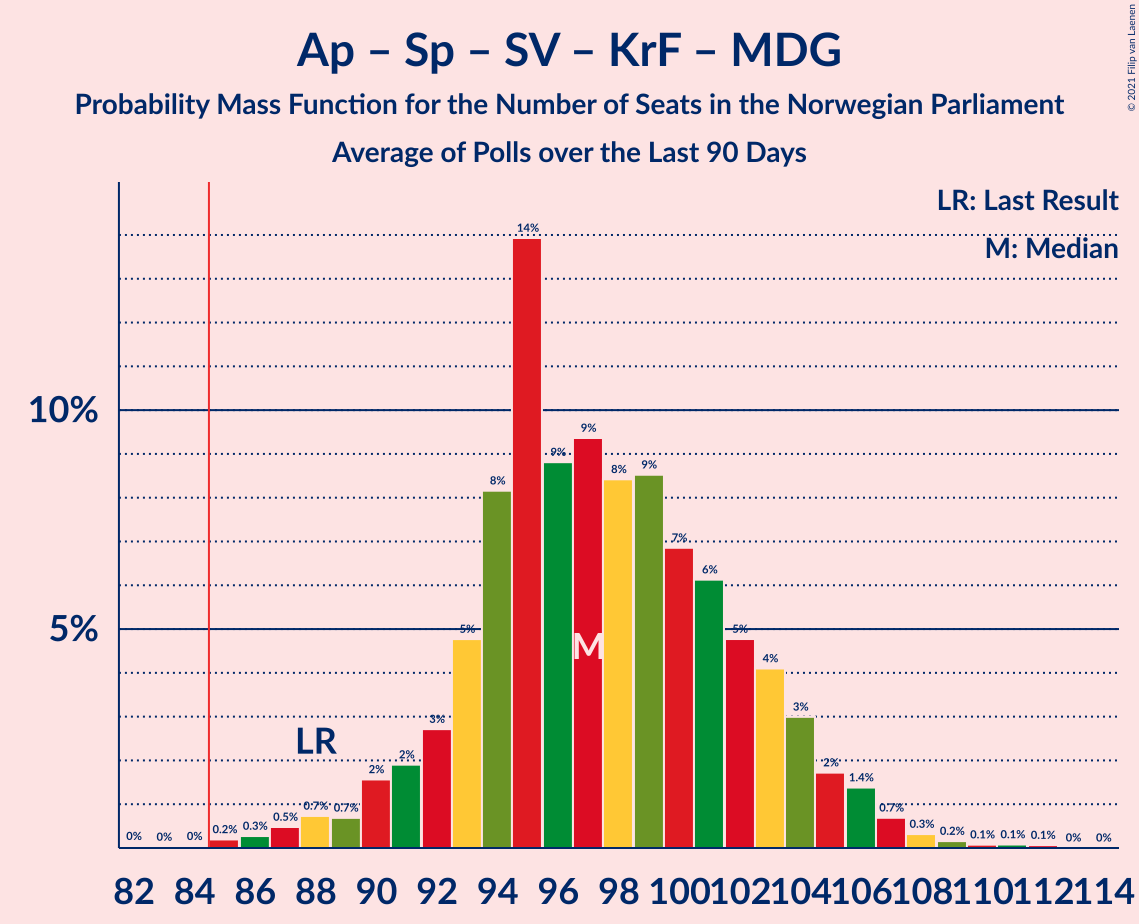 Ap – Sp – SV – KrF – MDG
Probability Mass Function for the Number of Seats in the Norwegian Parliament
Average of Polls over the Last 90 Days
© 2021 Filip van Laenen
LR: Last Result
M: Median
10%
5%
LR
M
0% 0% 0% 0.2% 0.3% 0.5% 0.7% 0.7% 2% 2% 3% 5% 8% 14% 9% 9% 8% 9% 7% 6% 5% 4% 3% 2% 1.4% 0.7% 0.3% 0.2% 0.1% 0.1% 0.1% 0% 0%
82 84 86 88 90 92 94 96 98 100 102 104 106 108 110 112 114